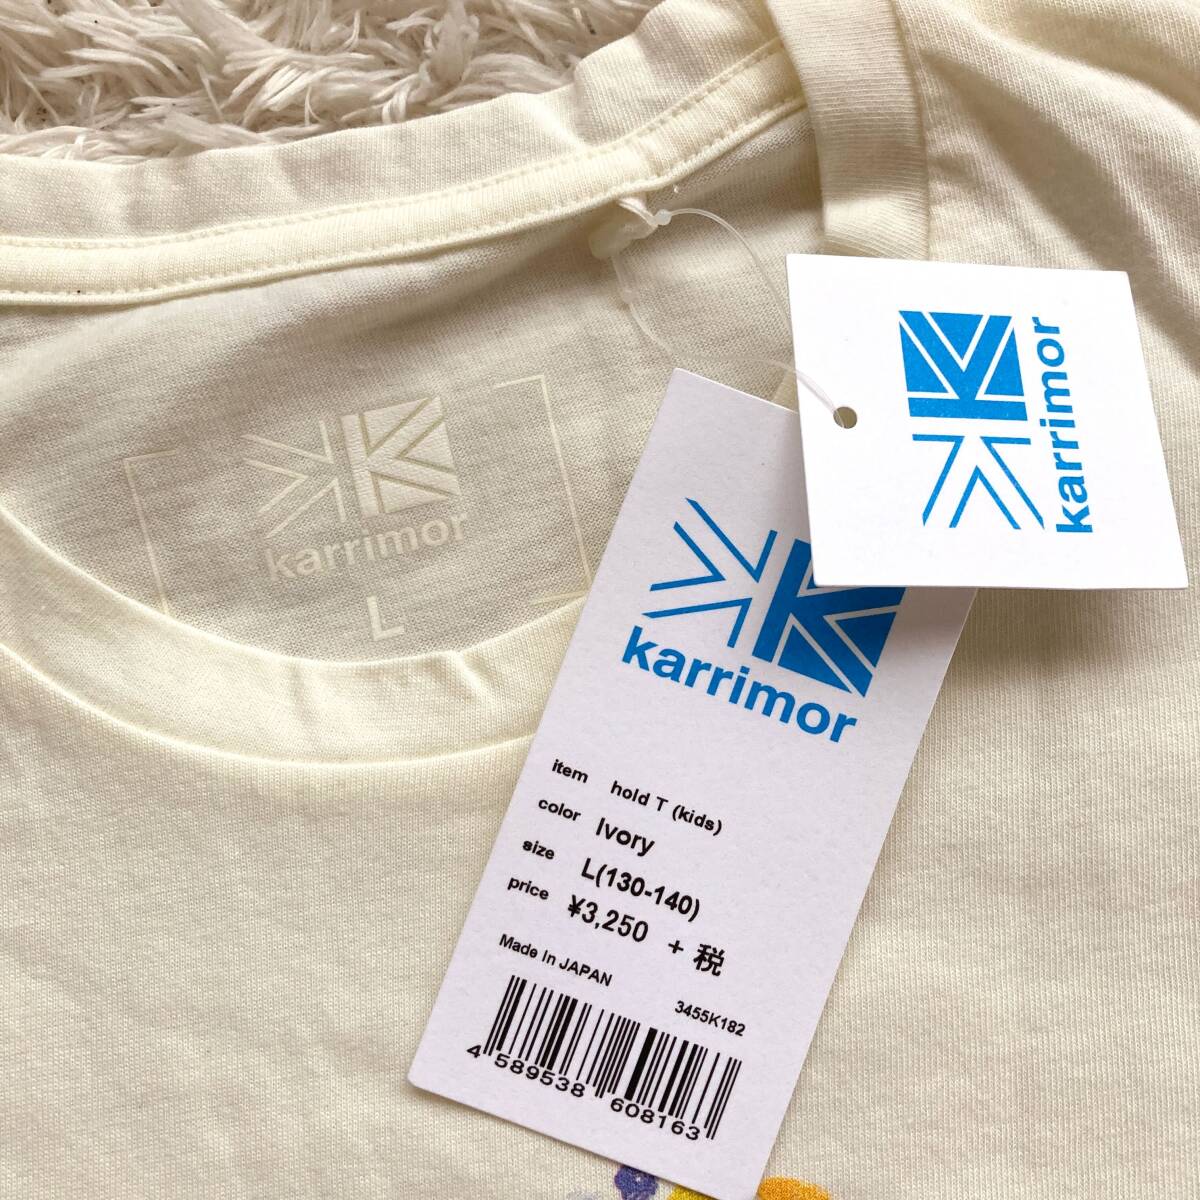 karrimor
L
karrimor
karrimor
item hold T (kids)
color Ivory
size L(130-140)
price ¥3,250 + 税
Made In JAPAN
3455K182
4 589538 608163